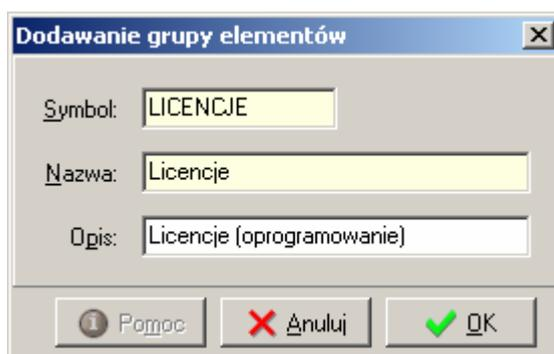 Dodawanie grupy elementów
Symbol: LICENCJE
Nazwa: Licencje
Opis: Licencje (oprogramowanie)
Pomoc Anuluj OK